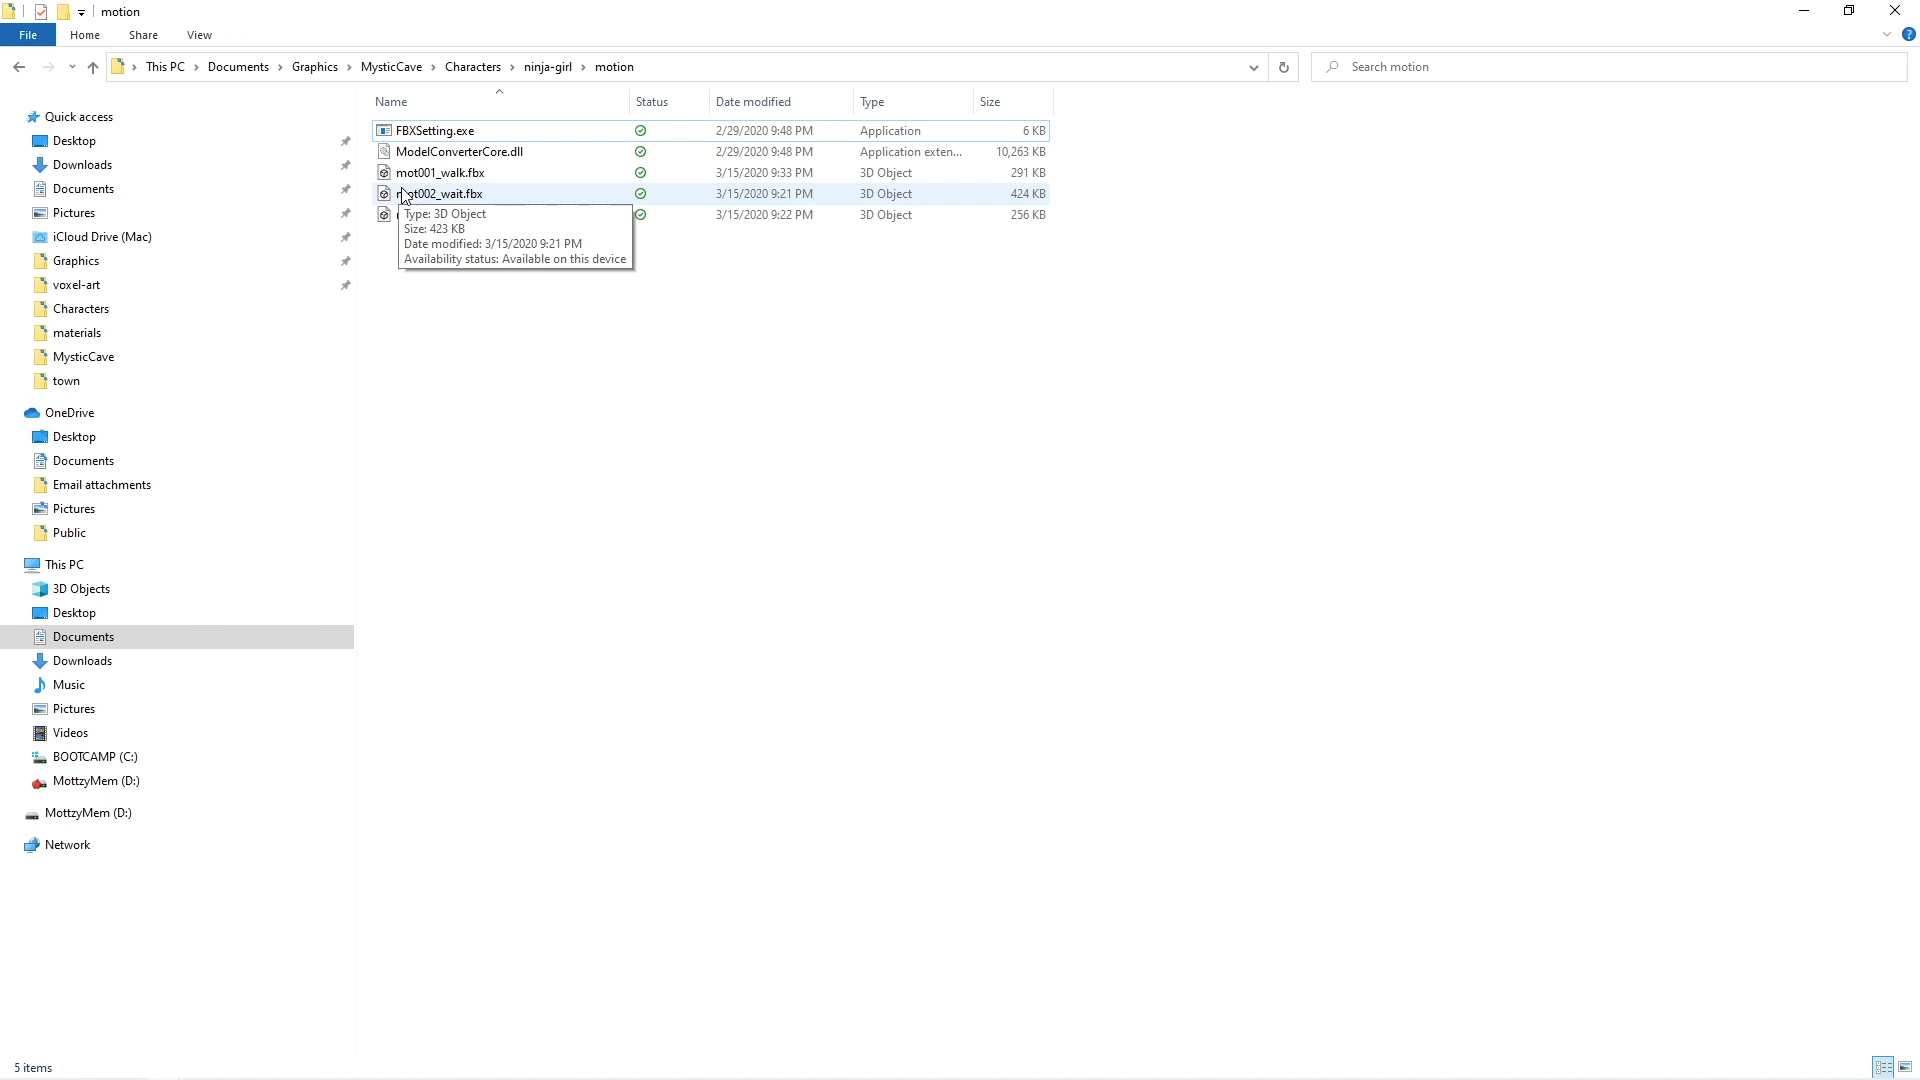 motion
File Home Share View
This PC Documents Graphics MysticCave Characters ninja-girl motion
Search motion
Name Status Date modified Type Size
FBXSetting.exe 2/29/2020 9:48 PM Application 6 KB
ModelConverterCore.dll 2/29/2020 9:48 PM Application exten... 10,263 KB
mot001_walk.fbx 3/15/2020 9:33 PM 3D Object 291 KB
mot002_wait.fbx 3/15/2020 9:21 PM 3D Object 424 KB
3/15/2020 9:22 PM 3D Object 256 KB
Type: 3D Object
Size: 423 KB
Date modified: 3/15/2020 9:21 PM
Availability status: Available on this device
Quick access
Desktop
Downloads
Documents
Pictures
iCloud Drive (Mac)
Graphics
voxel-art
Characters
materials
MysticCave
town
OneDrive
Desktop
Documents
Email attachments
Pictures
Public
This PC
3D Objects
Desktop
Documents
Downloads
Music
Pictures
Videos
BOOTCAMP (C:)
MottzyMem (D:)
MottzyMem (D:)
Network
5 items